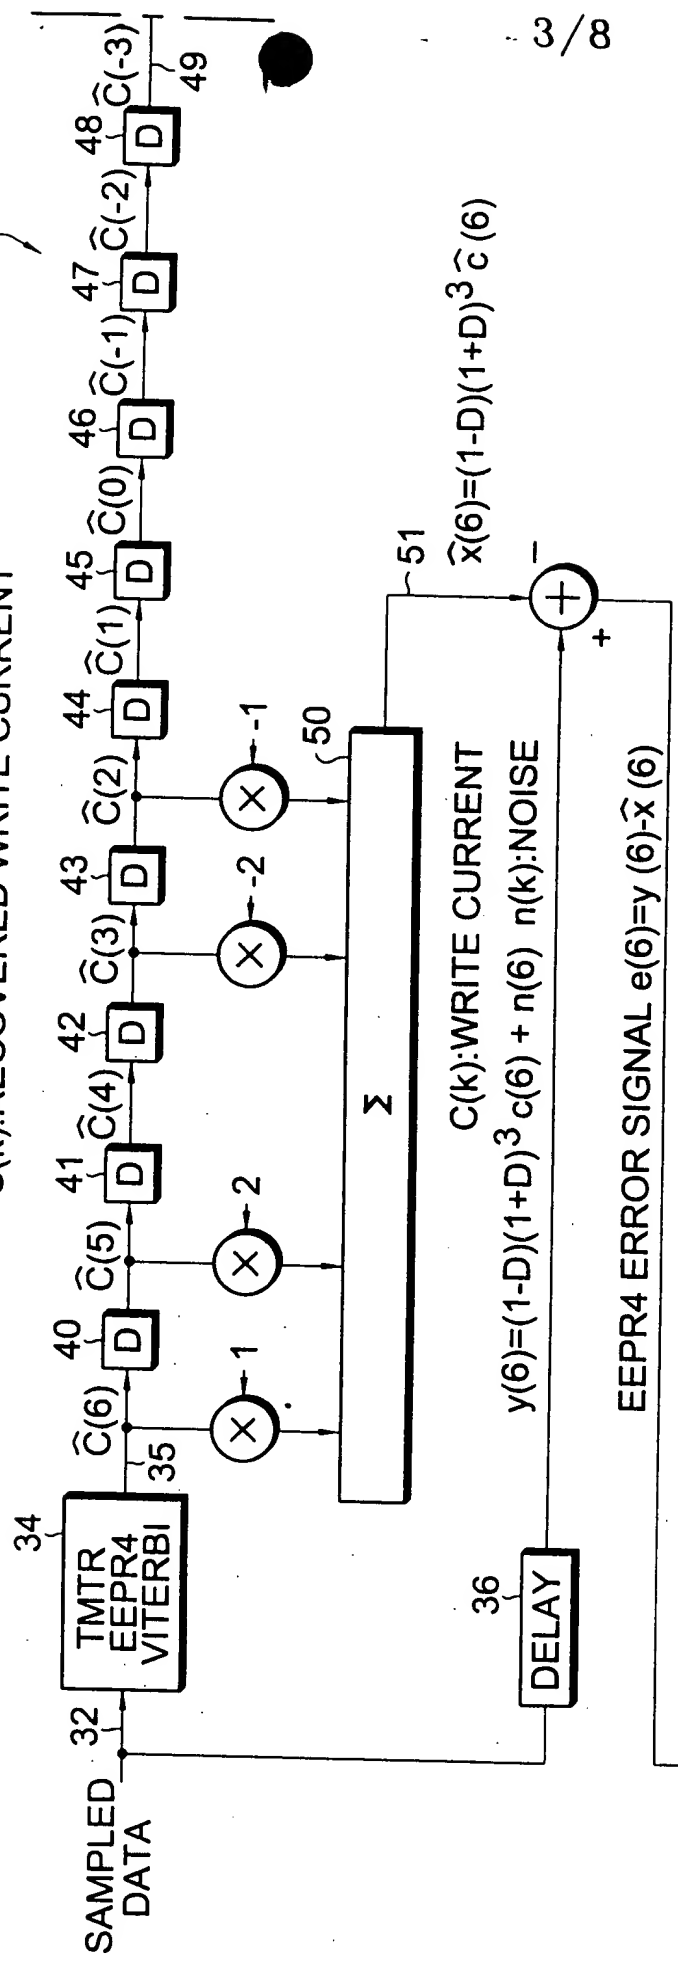 3/8
Ĉ(k):RECOVERED WRITE CURRENT
SAMPLED
DATA
32
34
TMTR
EEPR4
VITERBI
35
Ĉ(6)
40
D
Ĉ(5)
41
D
Ĉ(4)
42
D
Ĉ(3)
43
D
Ĉ(2)
44
D
Ĉ(1)
45
D
Ĉ(0)
46
D
Ĉ(-1)
47
D
Ĉ(-2)
48
D
Ĉ(-3)
49
× 1
× 2
× -2
× -1
Σ
50
51
x̂(6)=(1-D)(1+D)³ĉ(6)
C(k):WRITE CURRENT
y(6)=(1-D)(1+D)³c(6) + n(6) n(k):NOISE
36
DELAY
+
−
+
EEPR4 ERROR SIGNAL e(6)=y(6)-x̂(6)